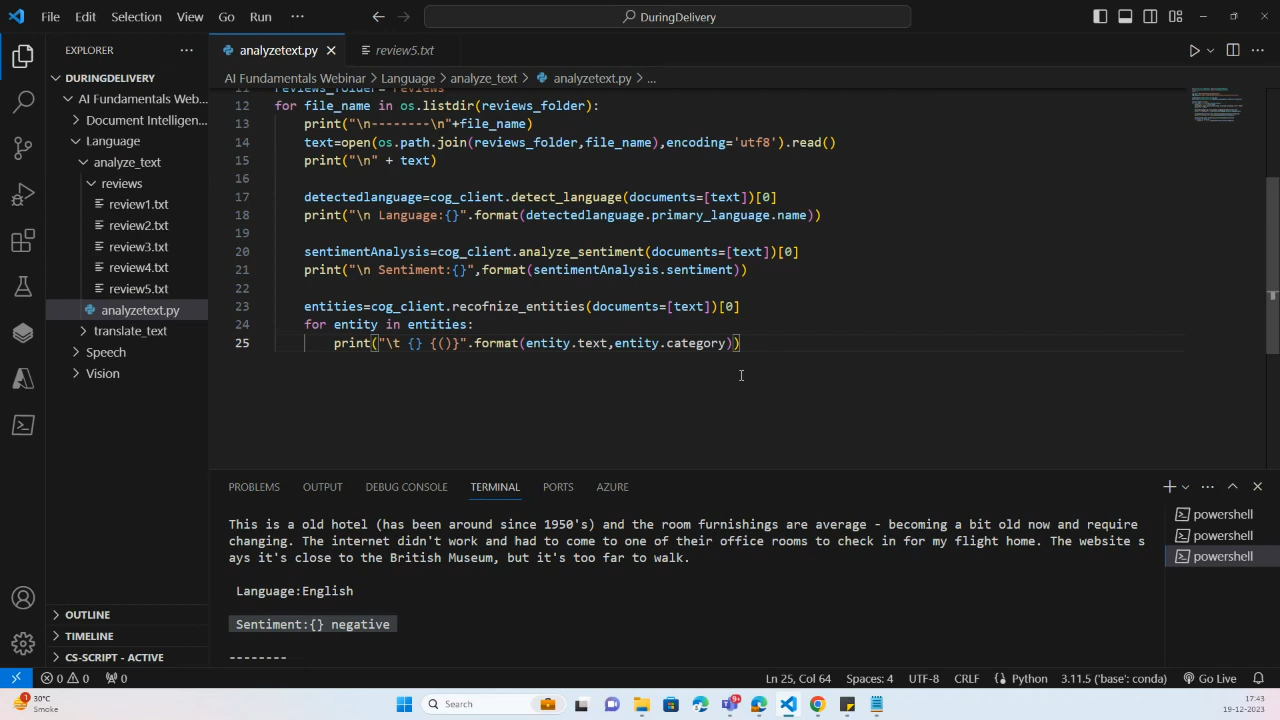 File Edit Selection View Go Run ···
DuringDelivery
EXPLORER
analyzetext.py
review5.txt
DURINGDELIVERY
AI Fundamentals Web...
Document Intelligen...
Language
analyze_text
reviews
review1.txt
review2.txt
review3.txt
review4.txt
review5.txt
analyzetext.py
translate_text
Speech
Vision
OUTLINE
TIMELINE
CS-SCRIPT - ACTIVE
AI Fundamentals Webinar > Language > analyze_text > analyzetext.py > ...
12 for file_name in os.listdir(reviews_folder):
13 print("\n--------\n"+file_name)
14 text=open(os.path.join(reviews_folder,file_name),encoding='utf8').read()
15 print("\n" + text)
16
17 detectedlanguage=cog_client.detect_language(documents=[text])[0]
18 print("\n Language:{}".format(detectedlanguage.primary_language.name))
19
20 sentimentAnalysis=cog_client.analyze_sentiment(documents=[text])[0]
21 print("\n Sentiment:{}",format(sentimentAnalysis.sentiment))
22
23 entities=cog_client.recofnize_entities(documents=[text])[0]
24 for entity in entities:
25 print("\t {} {()}".format(entity.text,entity.category))
PROBLEMS OUTPUT DEBUG CONSOLE TERMINAL PORTS AZURE
This is a old hotel (has been around since 1950's) and the room furnishings are average - becoming a bit old now and require
changing. The internet didn't work and had to come to one of their office rooms to check in for my flight home. The website s
ays it's close to the British Museum, but it's too far to walk.
Language:English
Sentiment:{} negative
--------
powershell
powershell
powershell
0 0 0
Ln 25, Col 64 Spaces: 4 UTF-8 CRLF Python 3.11.5 ('base': conda) Go Live
30°C
Smoke
Search
17:43
19-12-2023